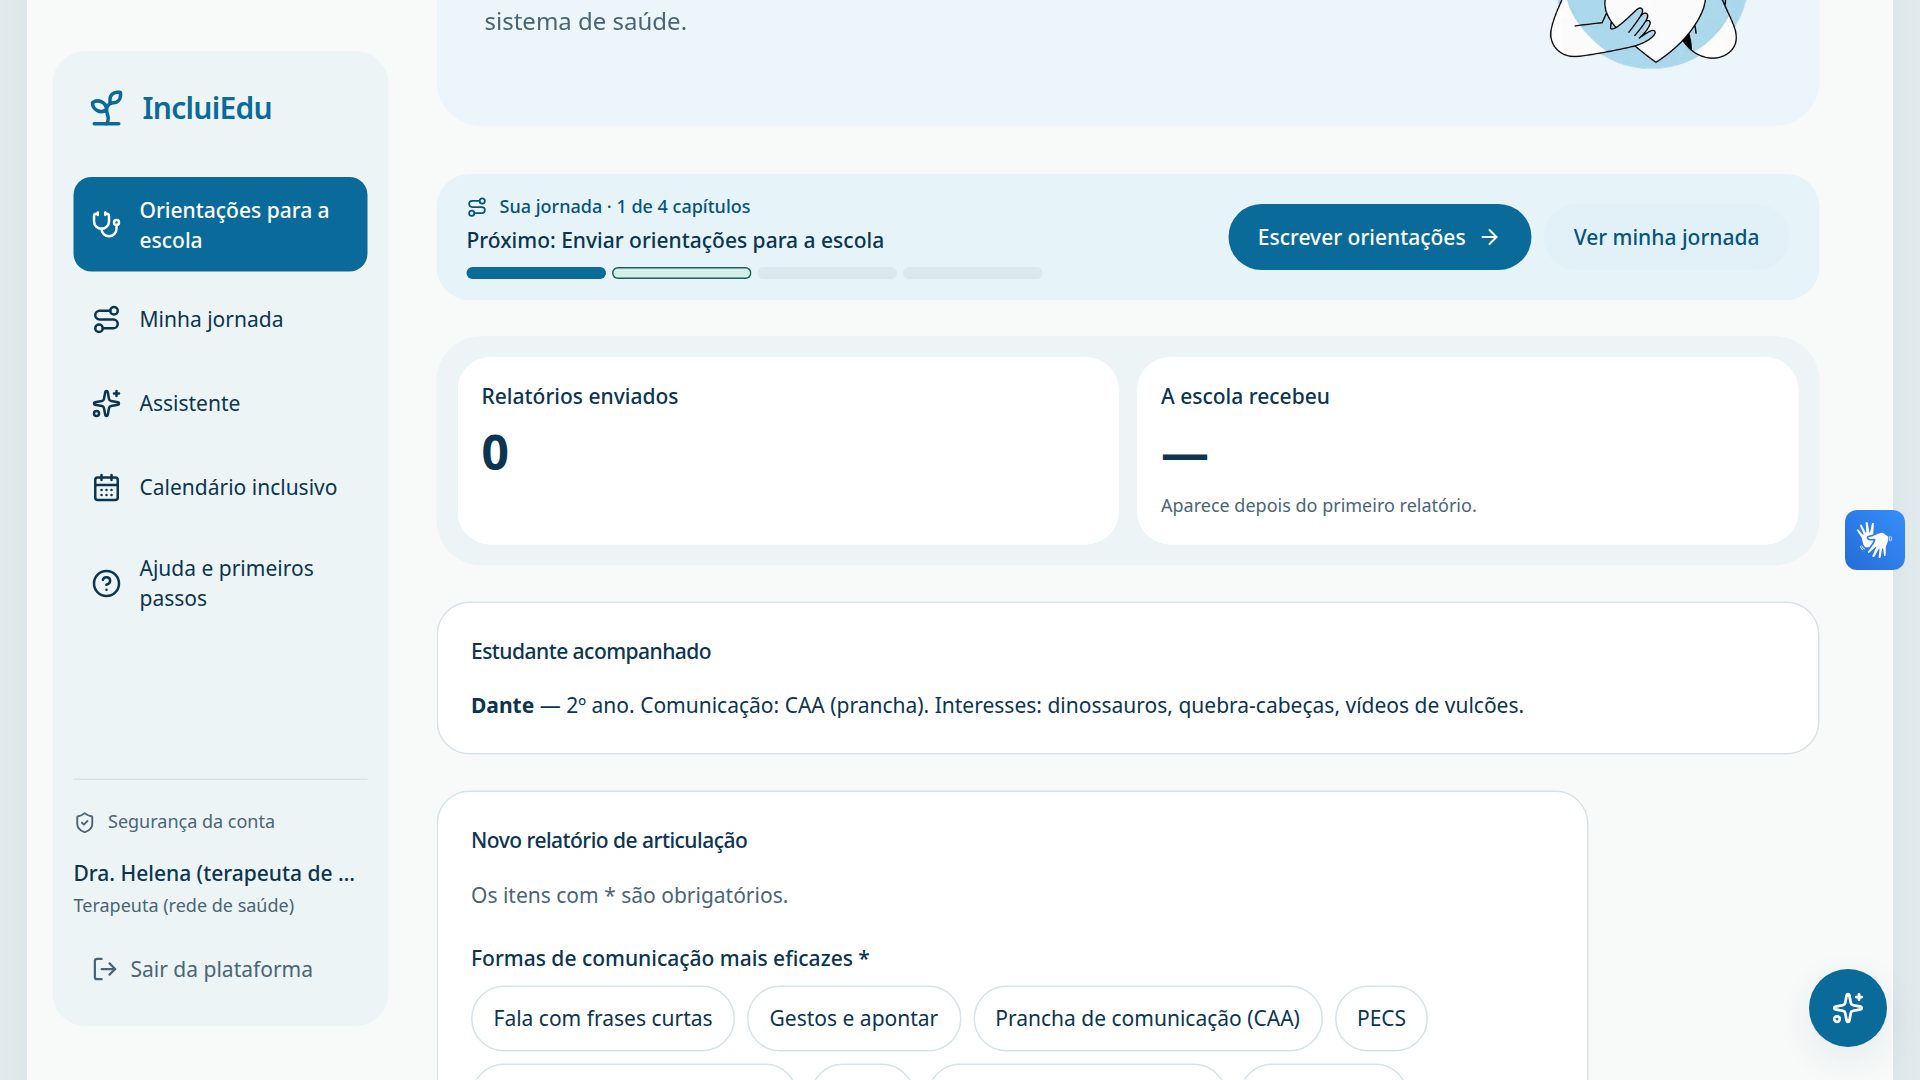 sistema de saúde.
IncluiEdu
Orientações para a
escola
Minha jornada
Assistente
Calendário inclusivo
Ajuda e primeiros
passos
Segurança da conta
Dra. Helena (terapeuta de ...
Terapeuta (rede de saúde)
Sair da plataforma
Sua jornada · 1 de 4 capítulos
Próximo: Enviar orientações para a escola
Escrever orientações
Ver minha jornada
Relatórios enviados
0
A escola recebeu
—
Aparece depois do primeiro relatório.
Estudante acompanhado
Dante — 2º ano. Comunicação: CAA (prancha). Interesses: dinossauros, quebra-cabeças, vídeos de vulcões.
Novo relatório de articulação
Os itens com * são obrigatórios.
Formas de comunicação mais eficazes *
Fala com frases curtas
Gestos e apontar
Prancha de comunicação (CAA)
PECS